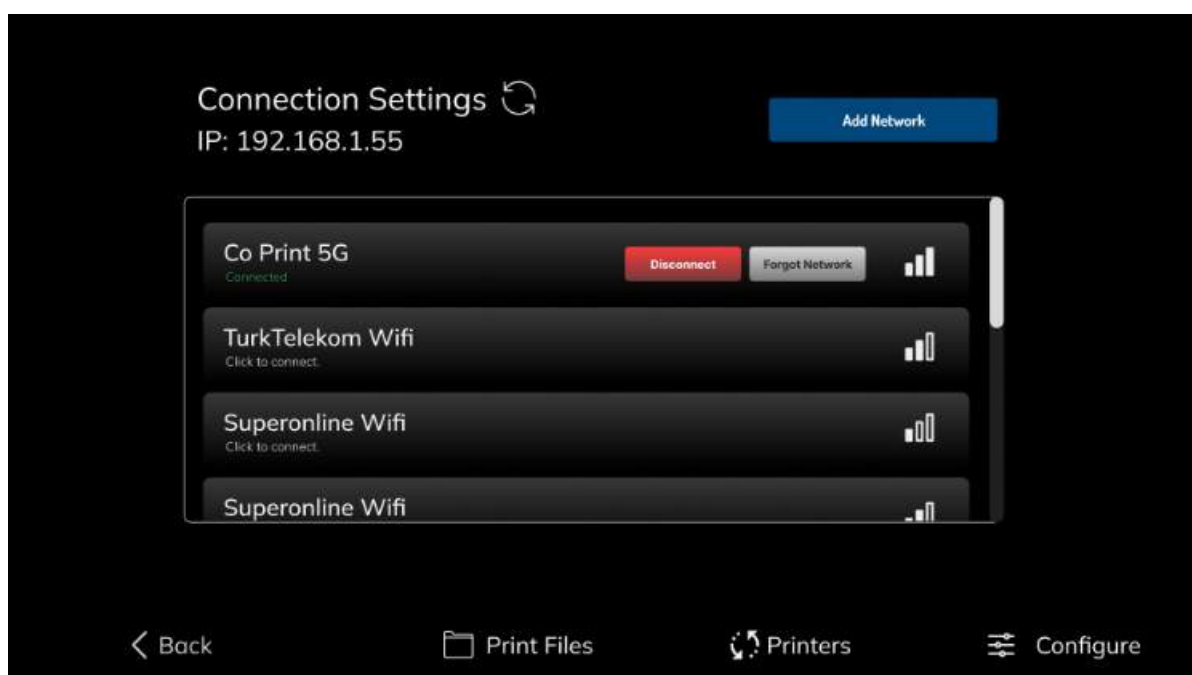 Connection Settings
IP: 192.168.1.55
Add Network
Co Print 5G
Connected
Disconnect
Forgot Network
TurkTelekom Wifi
Click to connect.
Superonline Wifi
Click to connect.
Superonline Wifi
Back
Print Files
Printers
Configure